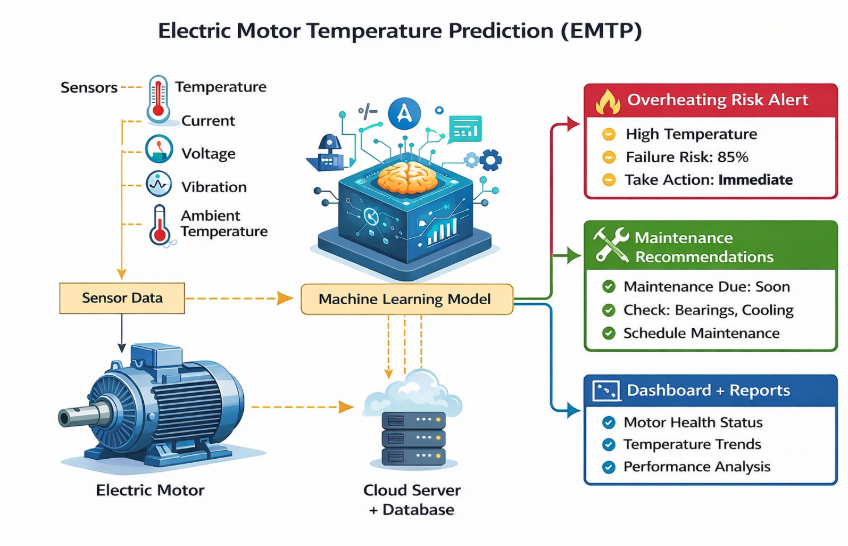 Electric Motor Temperature Prediction (EMTP)
Sensors
Temperature
Current
Voltage
Vibration
Ambient
Temperature
Sensor Data
Electric Motor
A
Machine Learning Model
Cloud Server
+ Database
Overheating Risk Alert
High Temperature
Failure Risk: 85%
Take Action: Immediate
Maintenance
Recommendations
Maintenance Due: Soon
Check: Bearings, Cooling
Schedule Maintenance
Dashboard + Reports
Motor Health Status
Temperature Trends
Performance Analysis